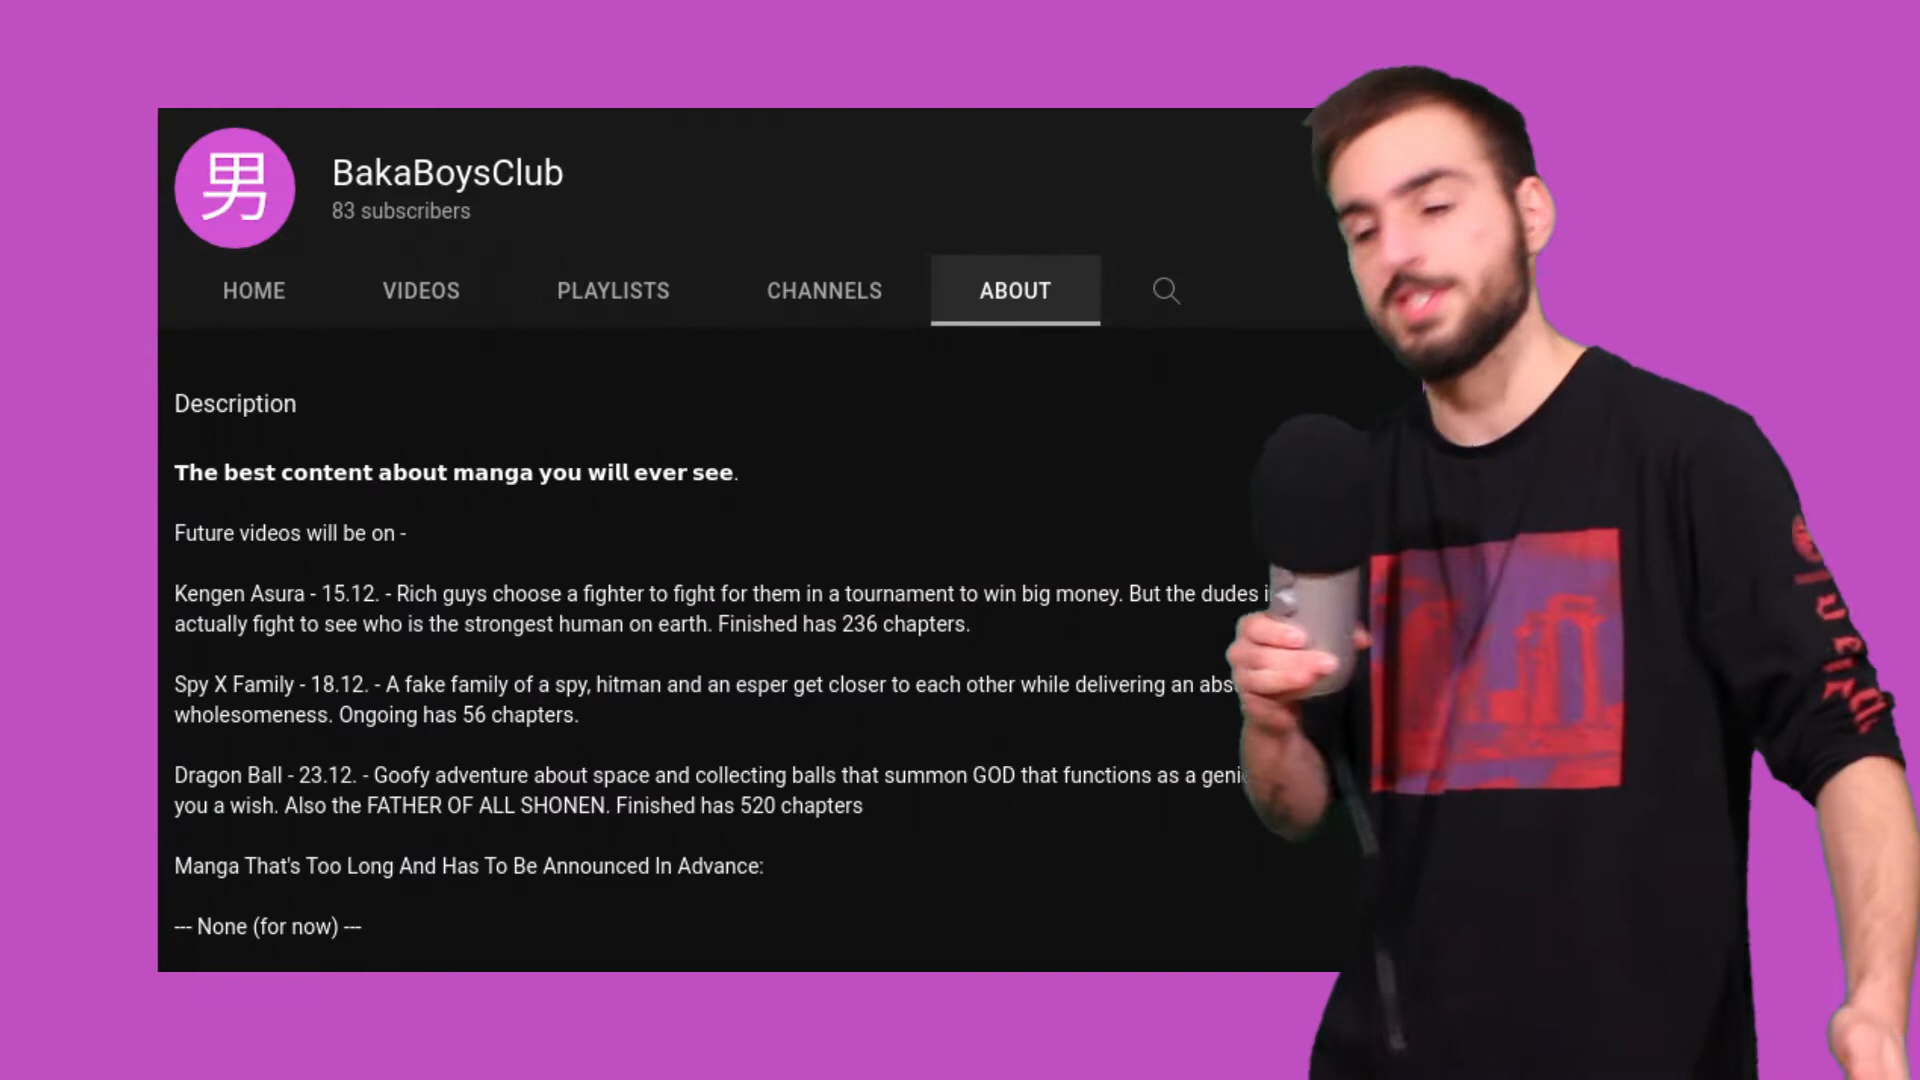 男
BakaBoysClub
83 subscribers
HOME VIDEOS PLAYLISTS CHANNELS ABOUT
Description
The best content about manga you will ever see.
Future videos will be on -
Kengen Asura - 15.12. - Rich guys choose a fighter to fight for them in a tournament to win big money. But the dudes
actually fight to see who is the strongest human on earth. Finished has 236 chapters.
Spy X Family - 18.12. - A fake family of a spy, hitman and an esper get closer to each other while delivering an
wholesomeness. Ongoing has 56 chapters.
Dragon Ball - 23.12. - Goofy adventure about space and collecting balls that summon GOD that functions as a
you a wish. Also the FATHER OF ALL SHONEN. Finished has 520 chapters
Manga That's Too Long And Has To Be Announced In Advance:
--- None (for now) ---